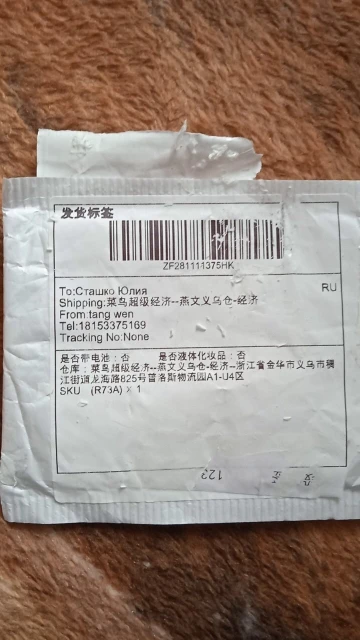 发货标签
ZF281111375HK
To:Сташко Юлия RU
Shipping:菜鸟超级经济--燕文义乌仓-经济
From:tang wen
Tel:18153375169
Tracking No:None
是否带电池：否 是否液体化妆品：否
仓库：菜鸟超级经济--燕文义乌仓-经济--浙江省金华市义乌市稠
江街道龙海路825号普洛斯物流园A1-U4区
SKU (R73A) x 1
123